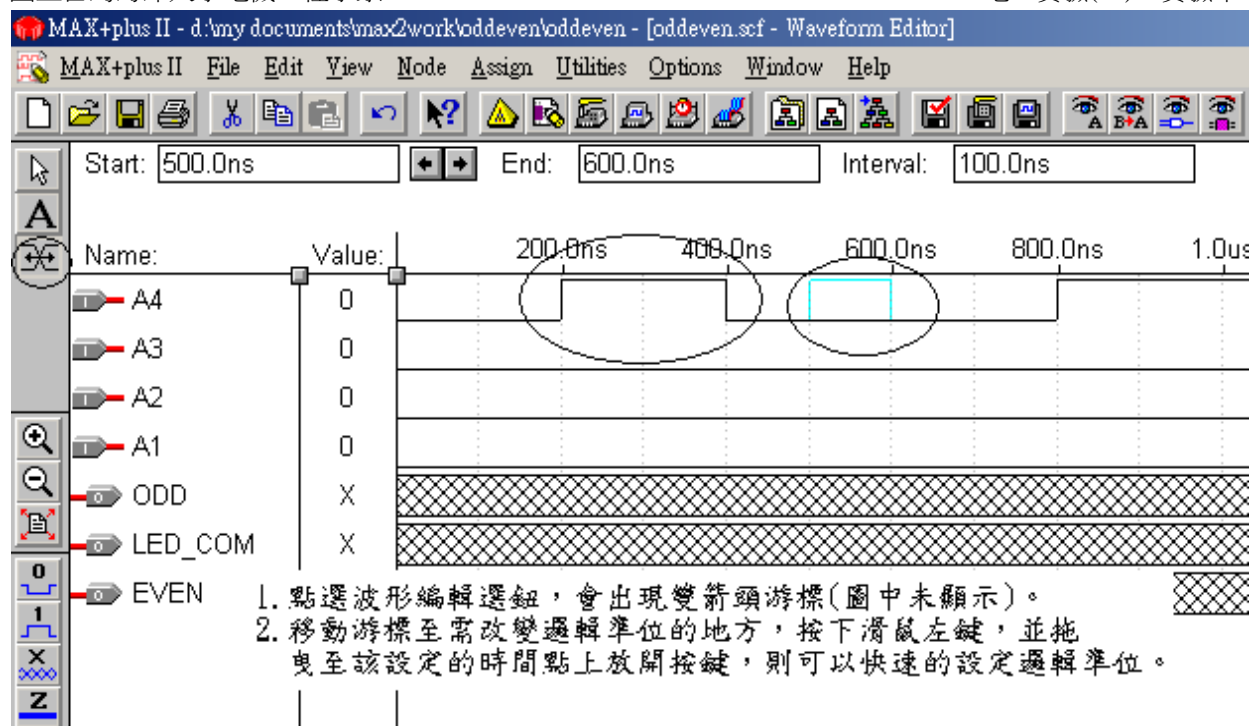 MAX+plus II - d:\my documents\max2work\oddeven\oddeven - [oddeven.scf - Waveform Editor]
MAX+plus II File Edit View Node Assign Utilities Options Window Help
A B+A
Start: 500.0ns End: 600.0ns Interval: 100.0ns
A
Name: Value: 200.0ns 400.0ns 600.0ns 800.0ns 1.0us
A4 0
A3 0
A2 0
A1 0
ODD X
LED_COM X
EVEN
0
1
X
Z
1. 點選波形編輯選鈕,會出現雙箭頭游標(圖中未顯示)。
2. 移動游標至需改變邏輯準位的地方,按下滑鼠左鍵,並拖
曳至該設定的時間點上放開按鍵,則可以快速的設定邏輯準位。